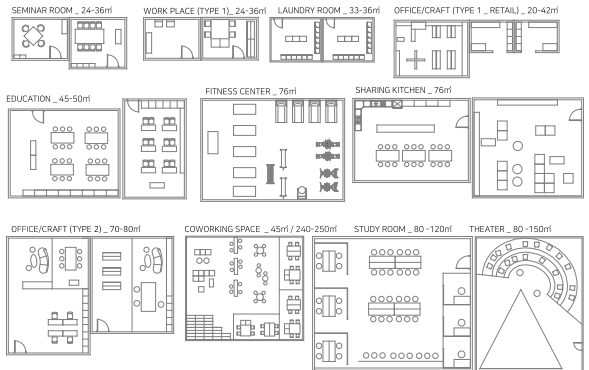 SEMINAR ROOM _ 24-36㎡
WORK PLACE (TYPE 1)_ 24-36㎡
LAUNDRY ROOM _ 33-36㎡
OFFICE/CRAFT (TYPE 1 _ RETAIL) _ 20-42㎡
EDUCATION _ 45-50㎡
FITNESS CENTER _ 76㎡
SHARING KITCHEN _ 76㎡
OFFICE/CRAFT (TYPE 2) _ 70-80㎡
COWORKING SPACE _ 45㎡ / 240-250㎡
STUDY ROOM _ 80 -120㎡
THEATER _ 80 -150㎡